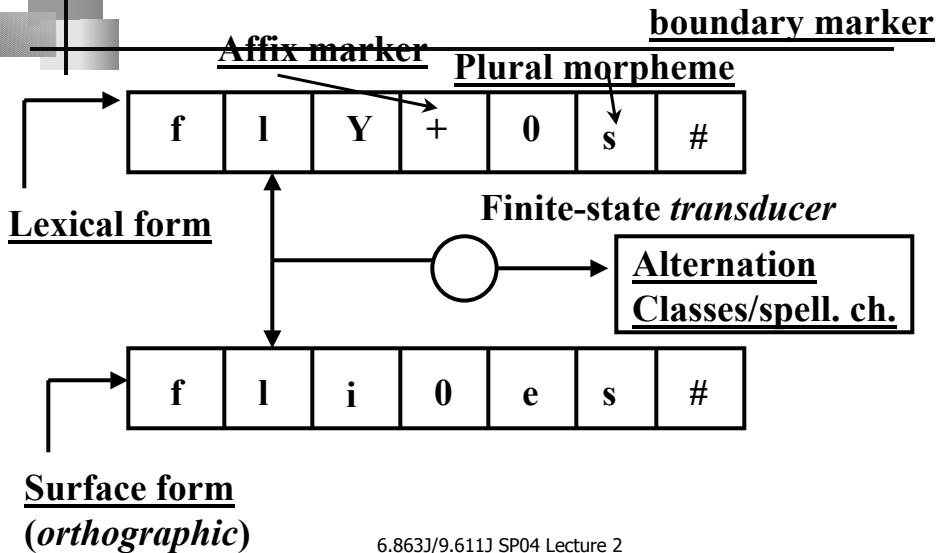 boundary marker
Affix marker
Plural morpheme
f l Y + 0 s #
Lexical form
Finite-state transducer
Alternation
Classes/spell. ch.
f l i 0 e s #
Surface form
(orthographic)
6.863J/9.611J SP04 Lecture 2